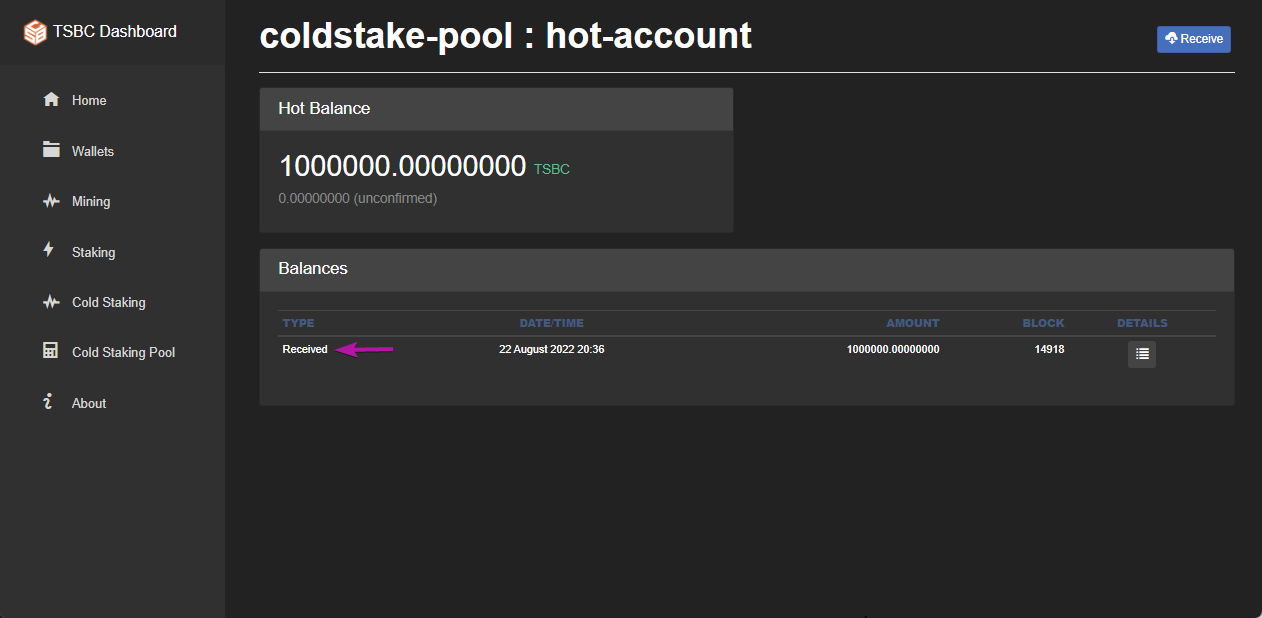 TSBC Dashboard
Home
Wallets
Mining
Staking
Cold Staking
Cold Staking Pool
About
coldstake-pool : hot-account
Receive
Hot Balance
1000000.00000000 TSBC
0.00000000 (unconfirmed)
Balances
TYPE DATE/TIME AMOUNT BLOCK DETAILS
Received 22 August 2022 20:36 1000000.00000000 14918